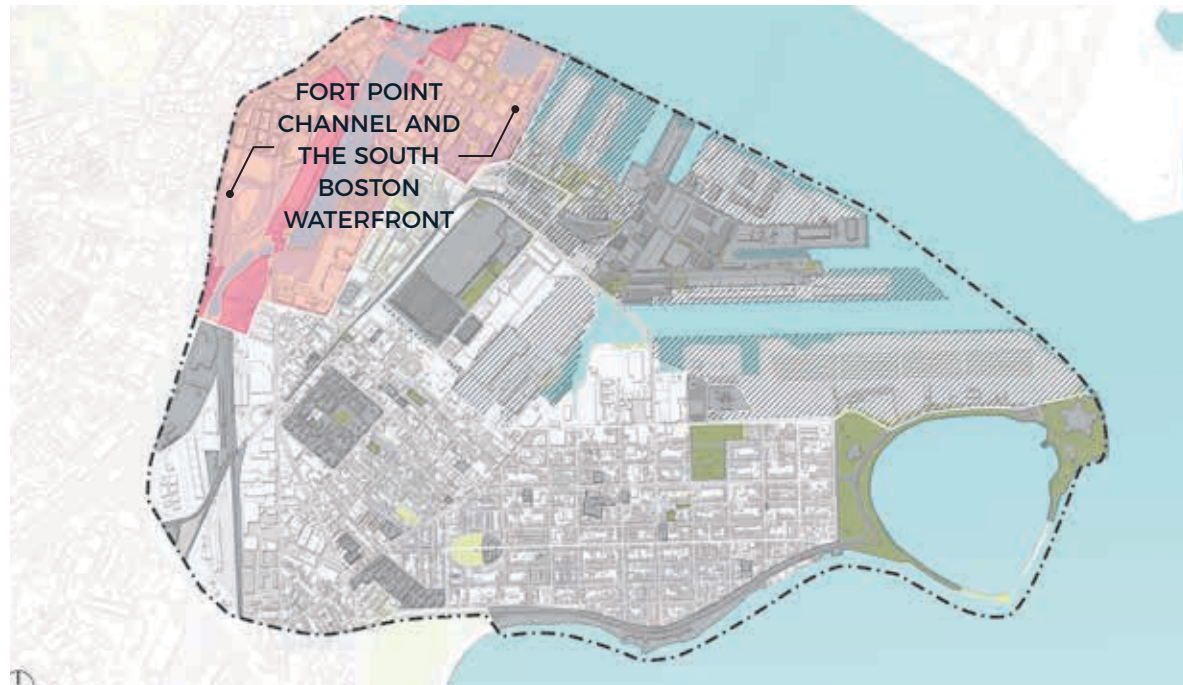 FORT POINT
CHANNEL AND
THE SOUTH
BOSTON
WATERFRONT